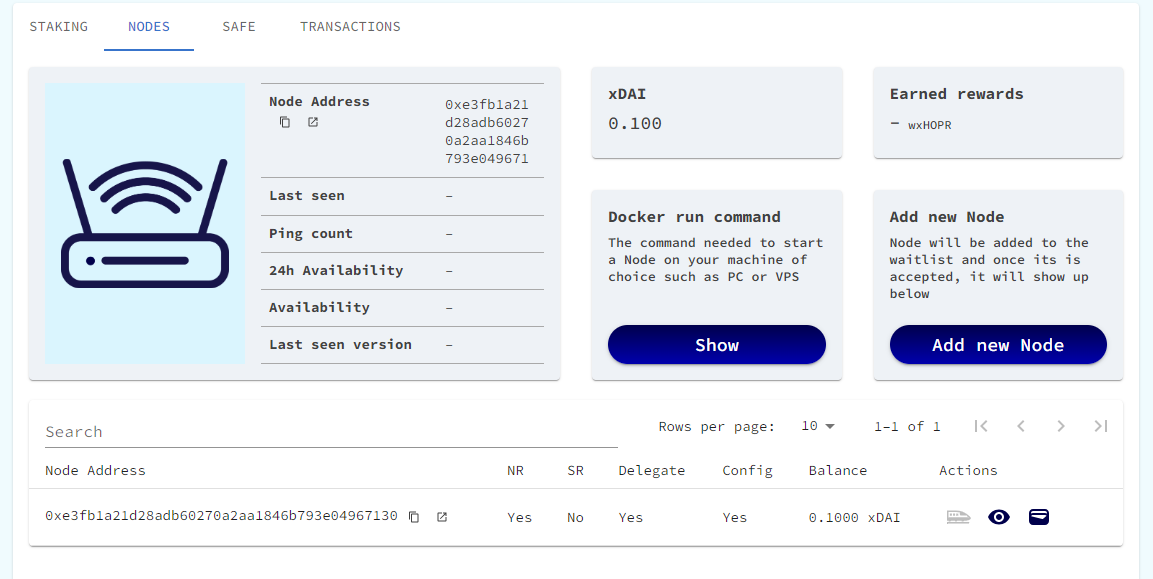 STAKING NODES SAFE TRANSACTIONS
Node Address
0xe3fb1a21
d28adb6027
0a2aa1846b
793e049671
Last seen –
Ping count –
24h Availability –
Availability –
Last seen version –
xDAI
0.100
Earned rewards
– wxHOPR
Docker run command
The command needed to start
a Node on your machine of
choice such as PC or VPS
Show
Add new Node
Node will be added to the
waitlist and once its is
accepted, it will show up
below
Add new Node
Search
Rows per page: 10 1–1 of 1
Node Address NR SR Delegate Config Balance Actions
0xe3fb1a21d28adb60270a2aa1846b793e04967130 Yes No Yes Yes 0.1000 xDAI